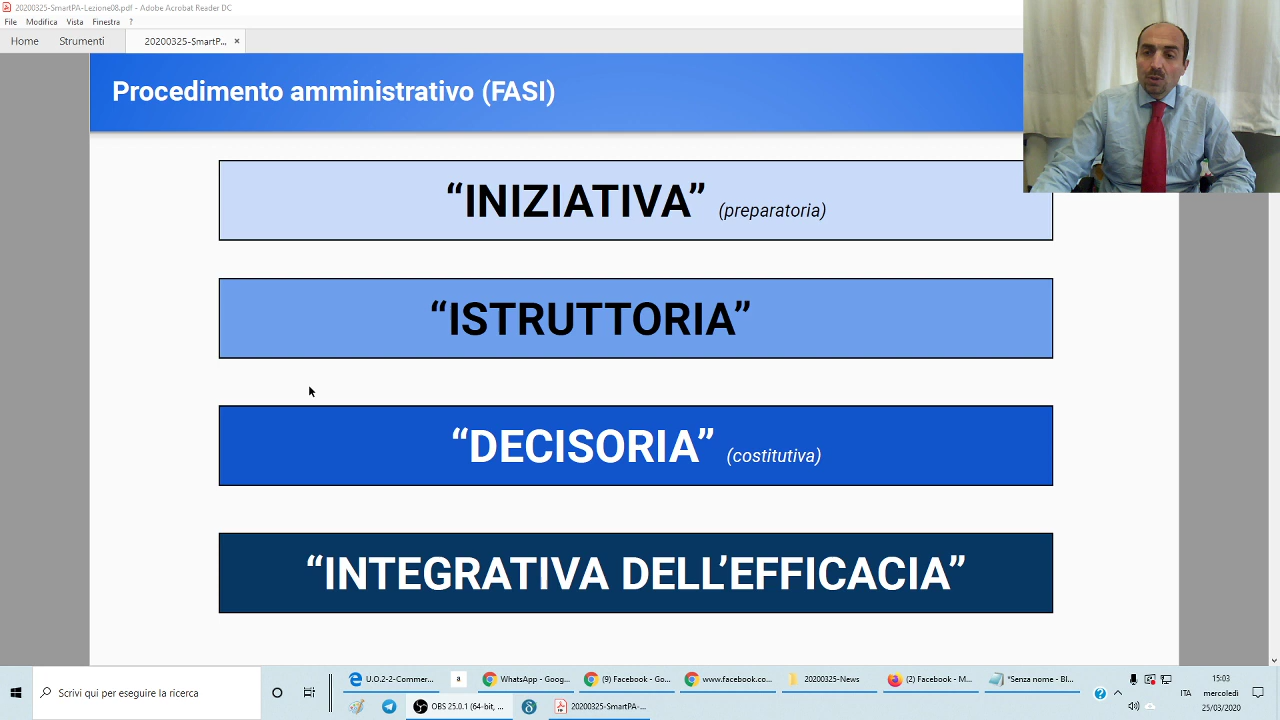 20200325-SmartPA-Lezione08.pdf - Adobe Acrobat Reader DC
File Modifica Vista Finestra ?
Home Strumenti 20200325-SmartP... ×
Procedimento amministrativo (FASI)
“INIZIATIVA” (preparatoria)
“ISTRUTTORIA”
“DECISORIA” (costitutiva)
“INTEGRATIVA DELL’EFFICACIA”
Scrivi qui per eseguire la ricerca
U.O.2-2-Commer... a WhatsApp - Goog... (9) Facebook - Go... www.facebook.co... 20200325-News (2) Facebook - M... *Senza nome - Bl...
OBS 25.0.1 (64-bit, ... 20200325-SmartPA-...
ITA
15:03
mercoledì
25/03/2020